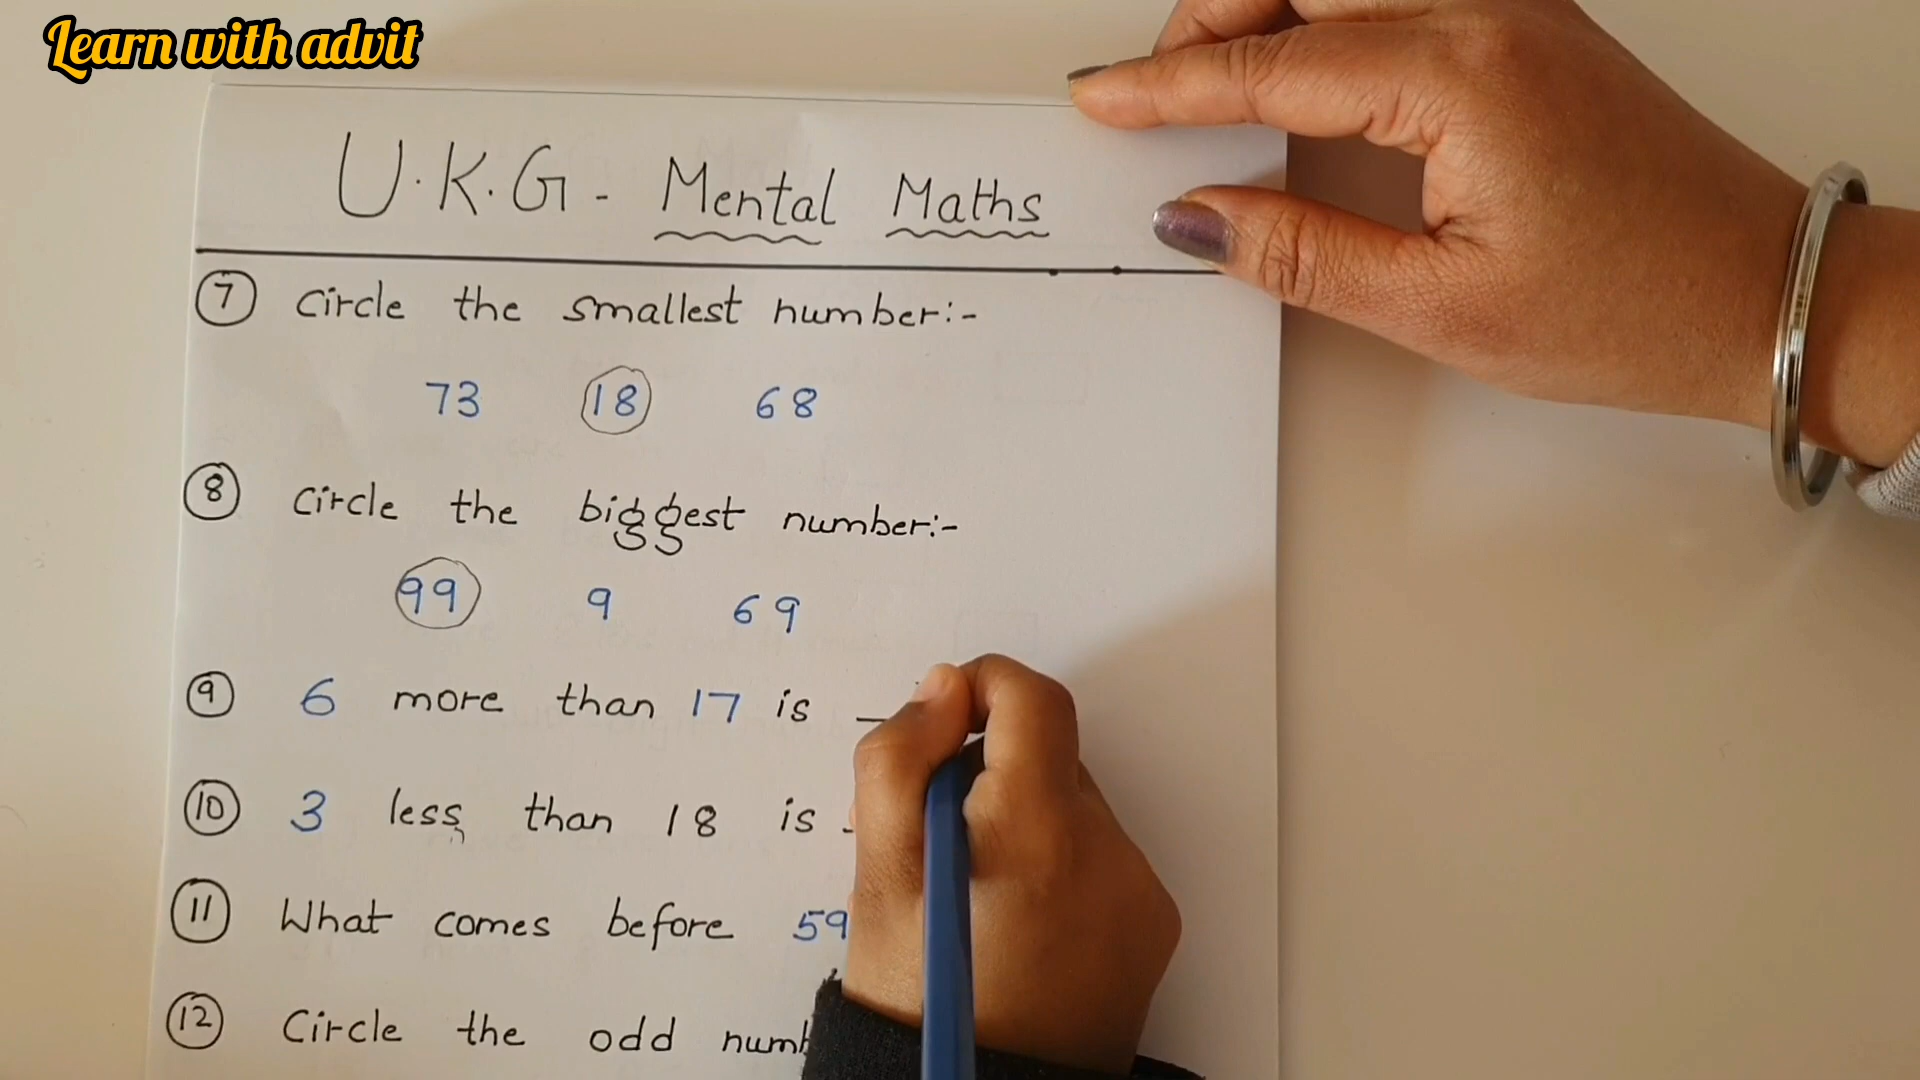 Learn with advit
U.K.G - Mental Maths
7 Circle the smallest number:-
73 18 68
8 Circle the biggest number:-
99 9 69
9 6 more than 17 is _
10 3 less than 18 is
11 What comes before 59
12 Circle the odd